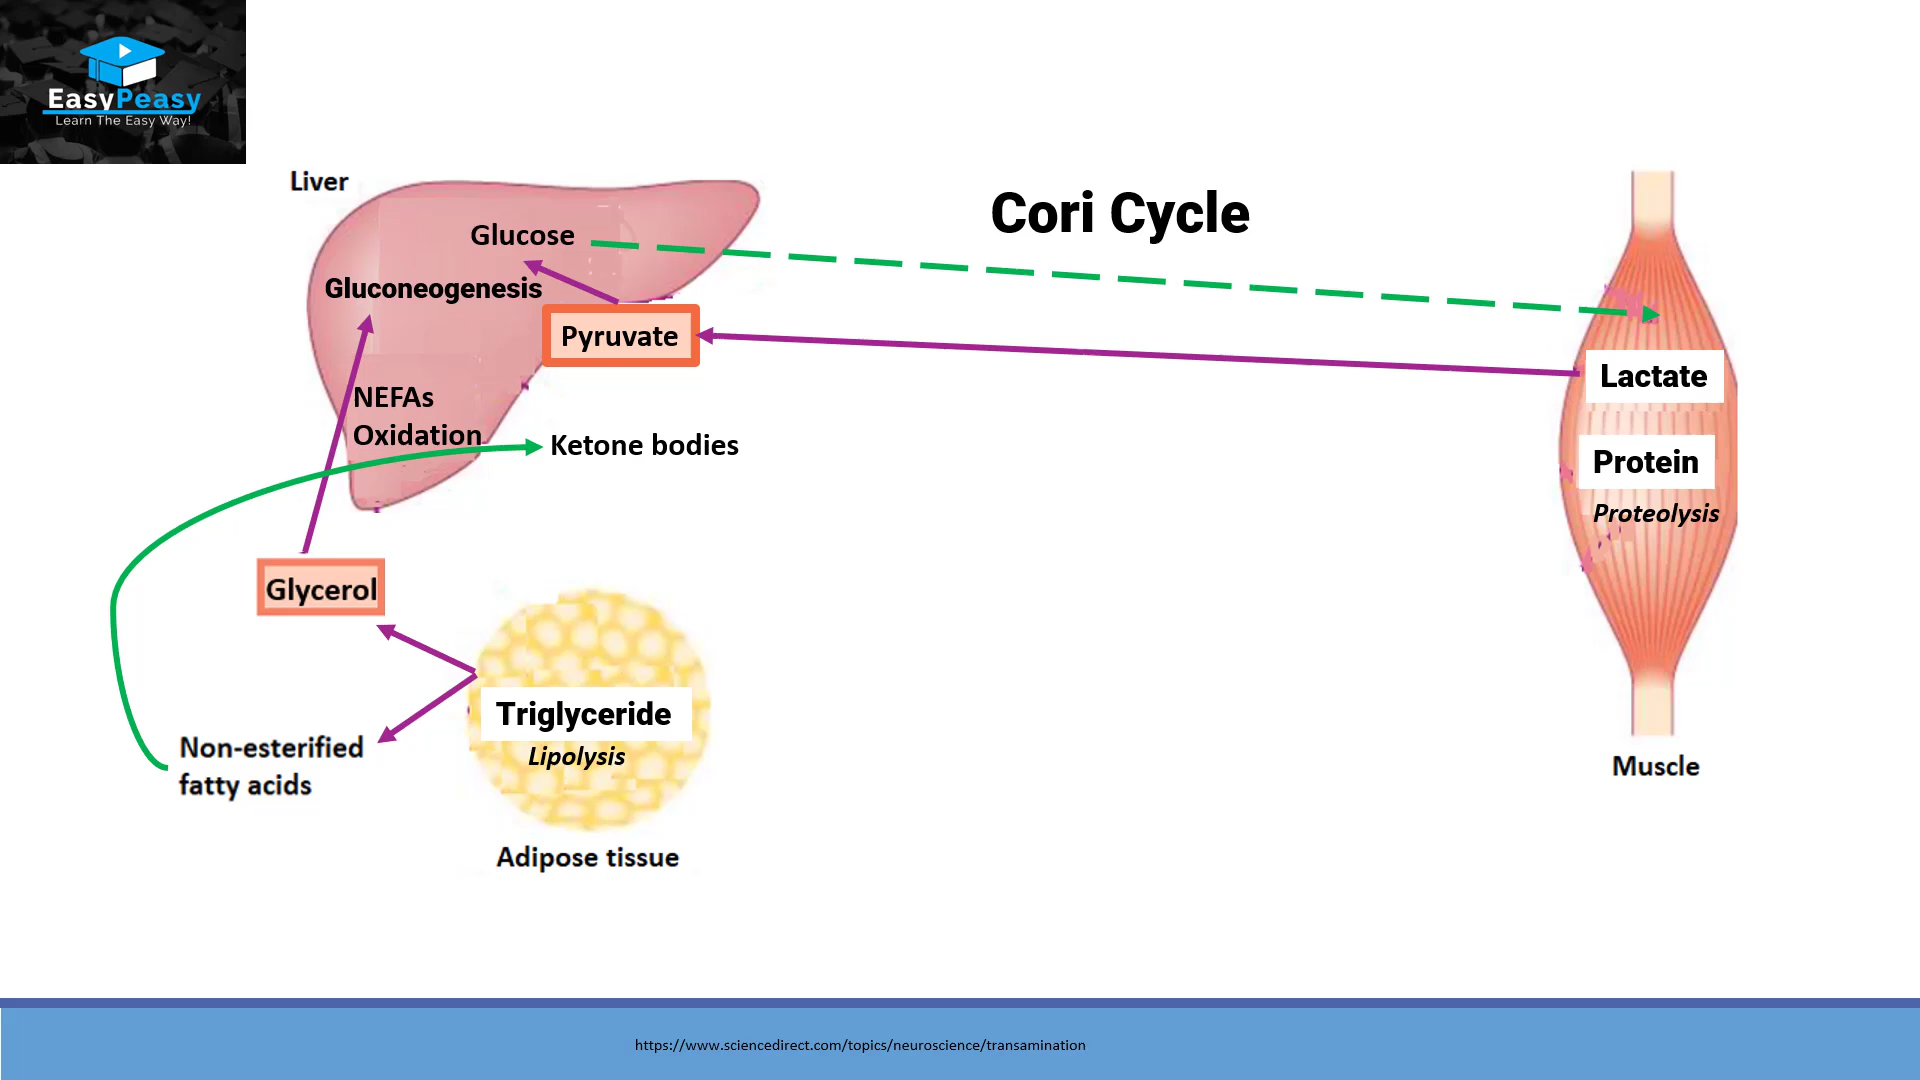 EasyPeasy
Learn The Easy Way!
Liver
Cori Cycle
Glucose
Gluconeogenesis
Pyruvate
Lactate
NEFAs
Oxidation
Ketone bodies
Protein
Proteolysis
Glycerol
Triglyceride
Lipolysis
Non-esterified
fatty acids
Muscle
Adipose tissue
https://www.sciencedirect.com/topics/neuroscience/transamination